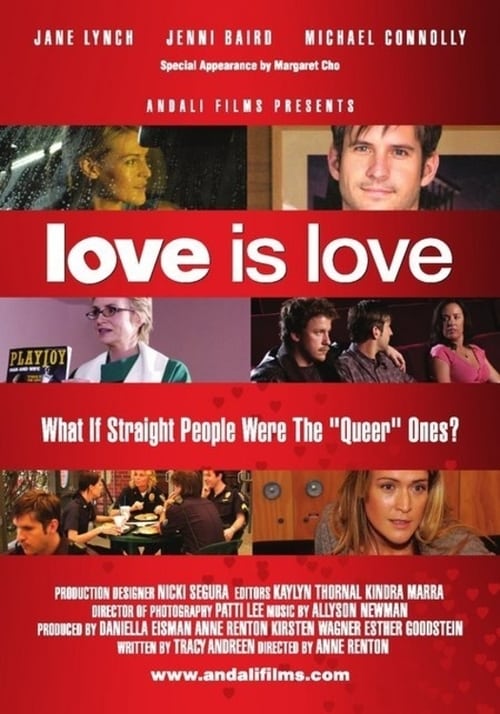 JANE LYNCH JENNI BAIRD MICHAEL CONNOLLY
Special Appearance by Margaret Cho
ANDALI FILMS PRESENTS
love is love
PLAYJOY
MAN AND WIFE
What If Straight People Were The "Queer" Ones?
PRODUCTION DESIGNER NICKI SEGURA EDITORS KAYLYN THORNAL KINDRA MARRA
DIRECTOR OF PHOTOGRAPHY PATTI LEE MUSIC BY ALLYSON NEWMAN
PRODUCED BY DANIELLA EISMAN ANNE RENTON KIRSTEN WAGNER ESTHER GOODSTEIN
WRITTEN BY TRACY ANDREEN DIRECTED BY ANNE RENTON
www.andalifilms.com